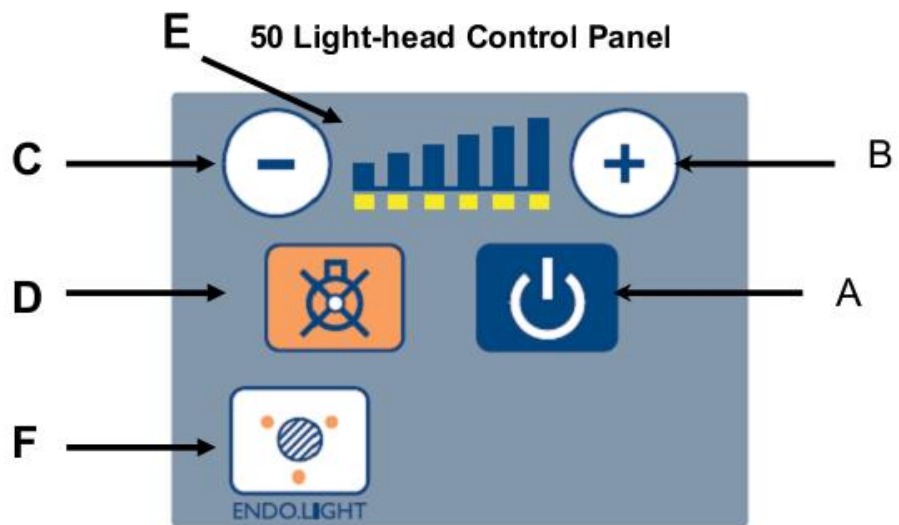 E 50 Light-head Control Panel
C - + B
D A
F
ENDO.LIGHT